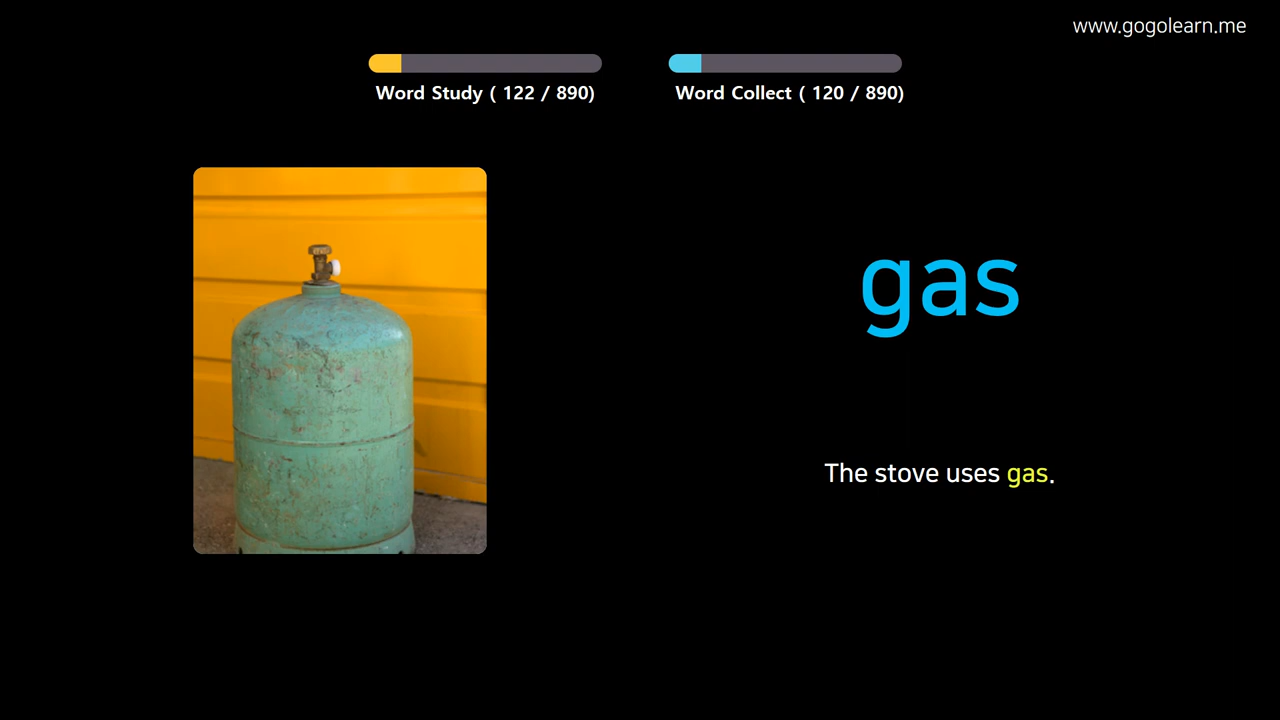 www.gogolearn.me
Word Study ( 122 / 890)
Word Collect ( 120 / 890)
gas
The stove uses gas.